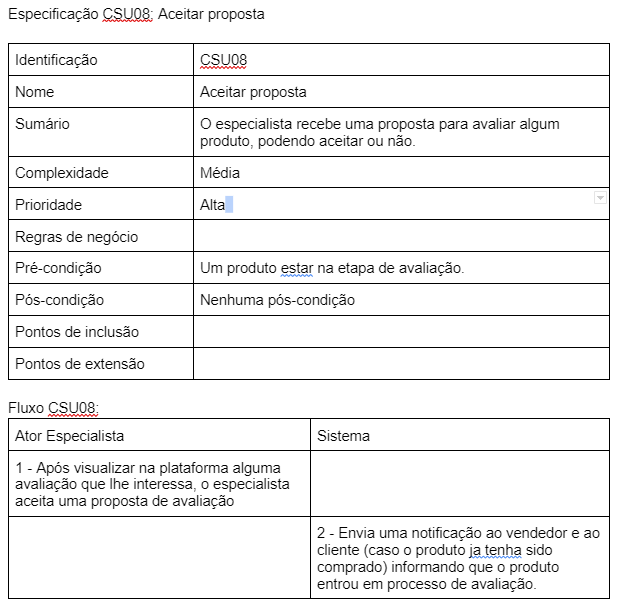 Especificação CSU08; Aceitar proposta
Identificação CSU08
Nome Aceitar proposta
Sumário O especialista recebe uma proposta para avaliar algum
produto, podendo aceitar ou não.
Complexidade Média
Prioridade Alta
Regras de negócio
Pré-condição Um produto estar na etapa de avaliação.
Pós-condição Nenhuma pós-condição
Pontos de inclusão
Pontos de extensão
Fluxo CSU08;
Ator Especialista Sistema
1 - Após visualizar na plataforma alguma
avaliação que lhe interessa, o especialista
aceita uma proposta de avaliação
2 - Envia uma notificação ao vendedor e ao
cliente (caso o produto ja tenha sido
comprado) informando que o produto
entrou em processo de avaliação.